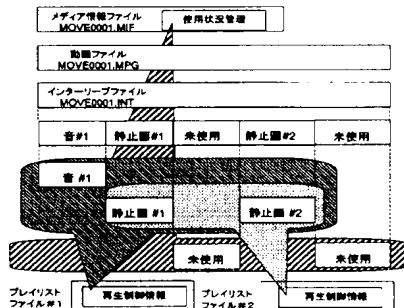 メディア情報ファイル
MOVE0001.MIF
使用状況管理
動画ファイル
MOVE0001.MPG
インターリーブファイル
MOVE0001.INT
音#1 静止画#1 未使用 静止画#2 未使用
音#1
静止画#1 静止画#2
未使用 未使用
プレイリスト
ファイル#1
再生制御情報
プレイリスト
ファイル#2
再生制御情報